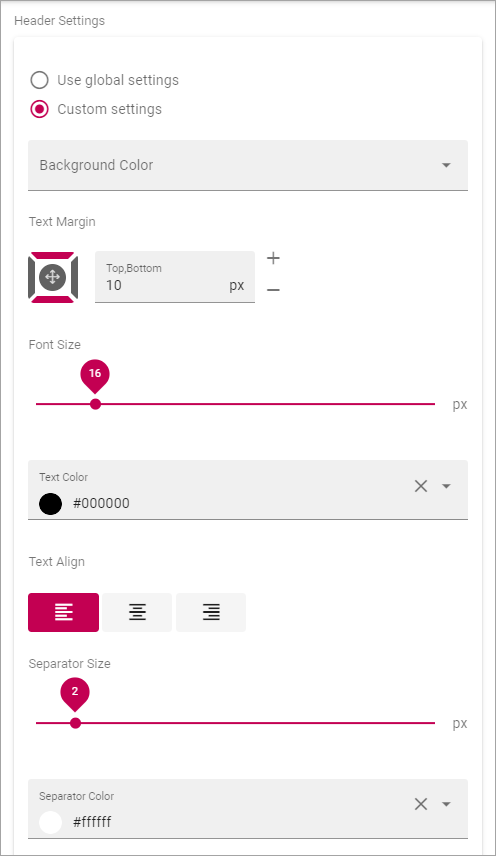 Header Settings
Use global settings
Custom settings
Background Color
Text Margin
Top,Bottom
10 px
Font Size
16
px
Text Color
#000000
Text Align
Separator Size
2
px
Separator Color
#ffffff